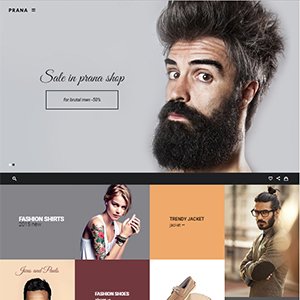 PRANA
Sale in prana shop
for brutal men -50%
FASHION SHIRTS
2015 new
TRENDY JACKET
jacket
Jeans and Pants
FASHION SHOES